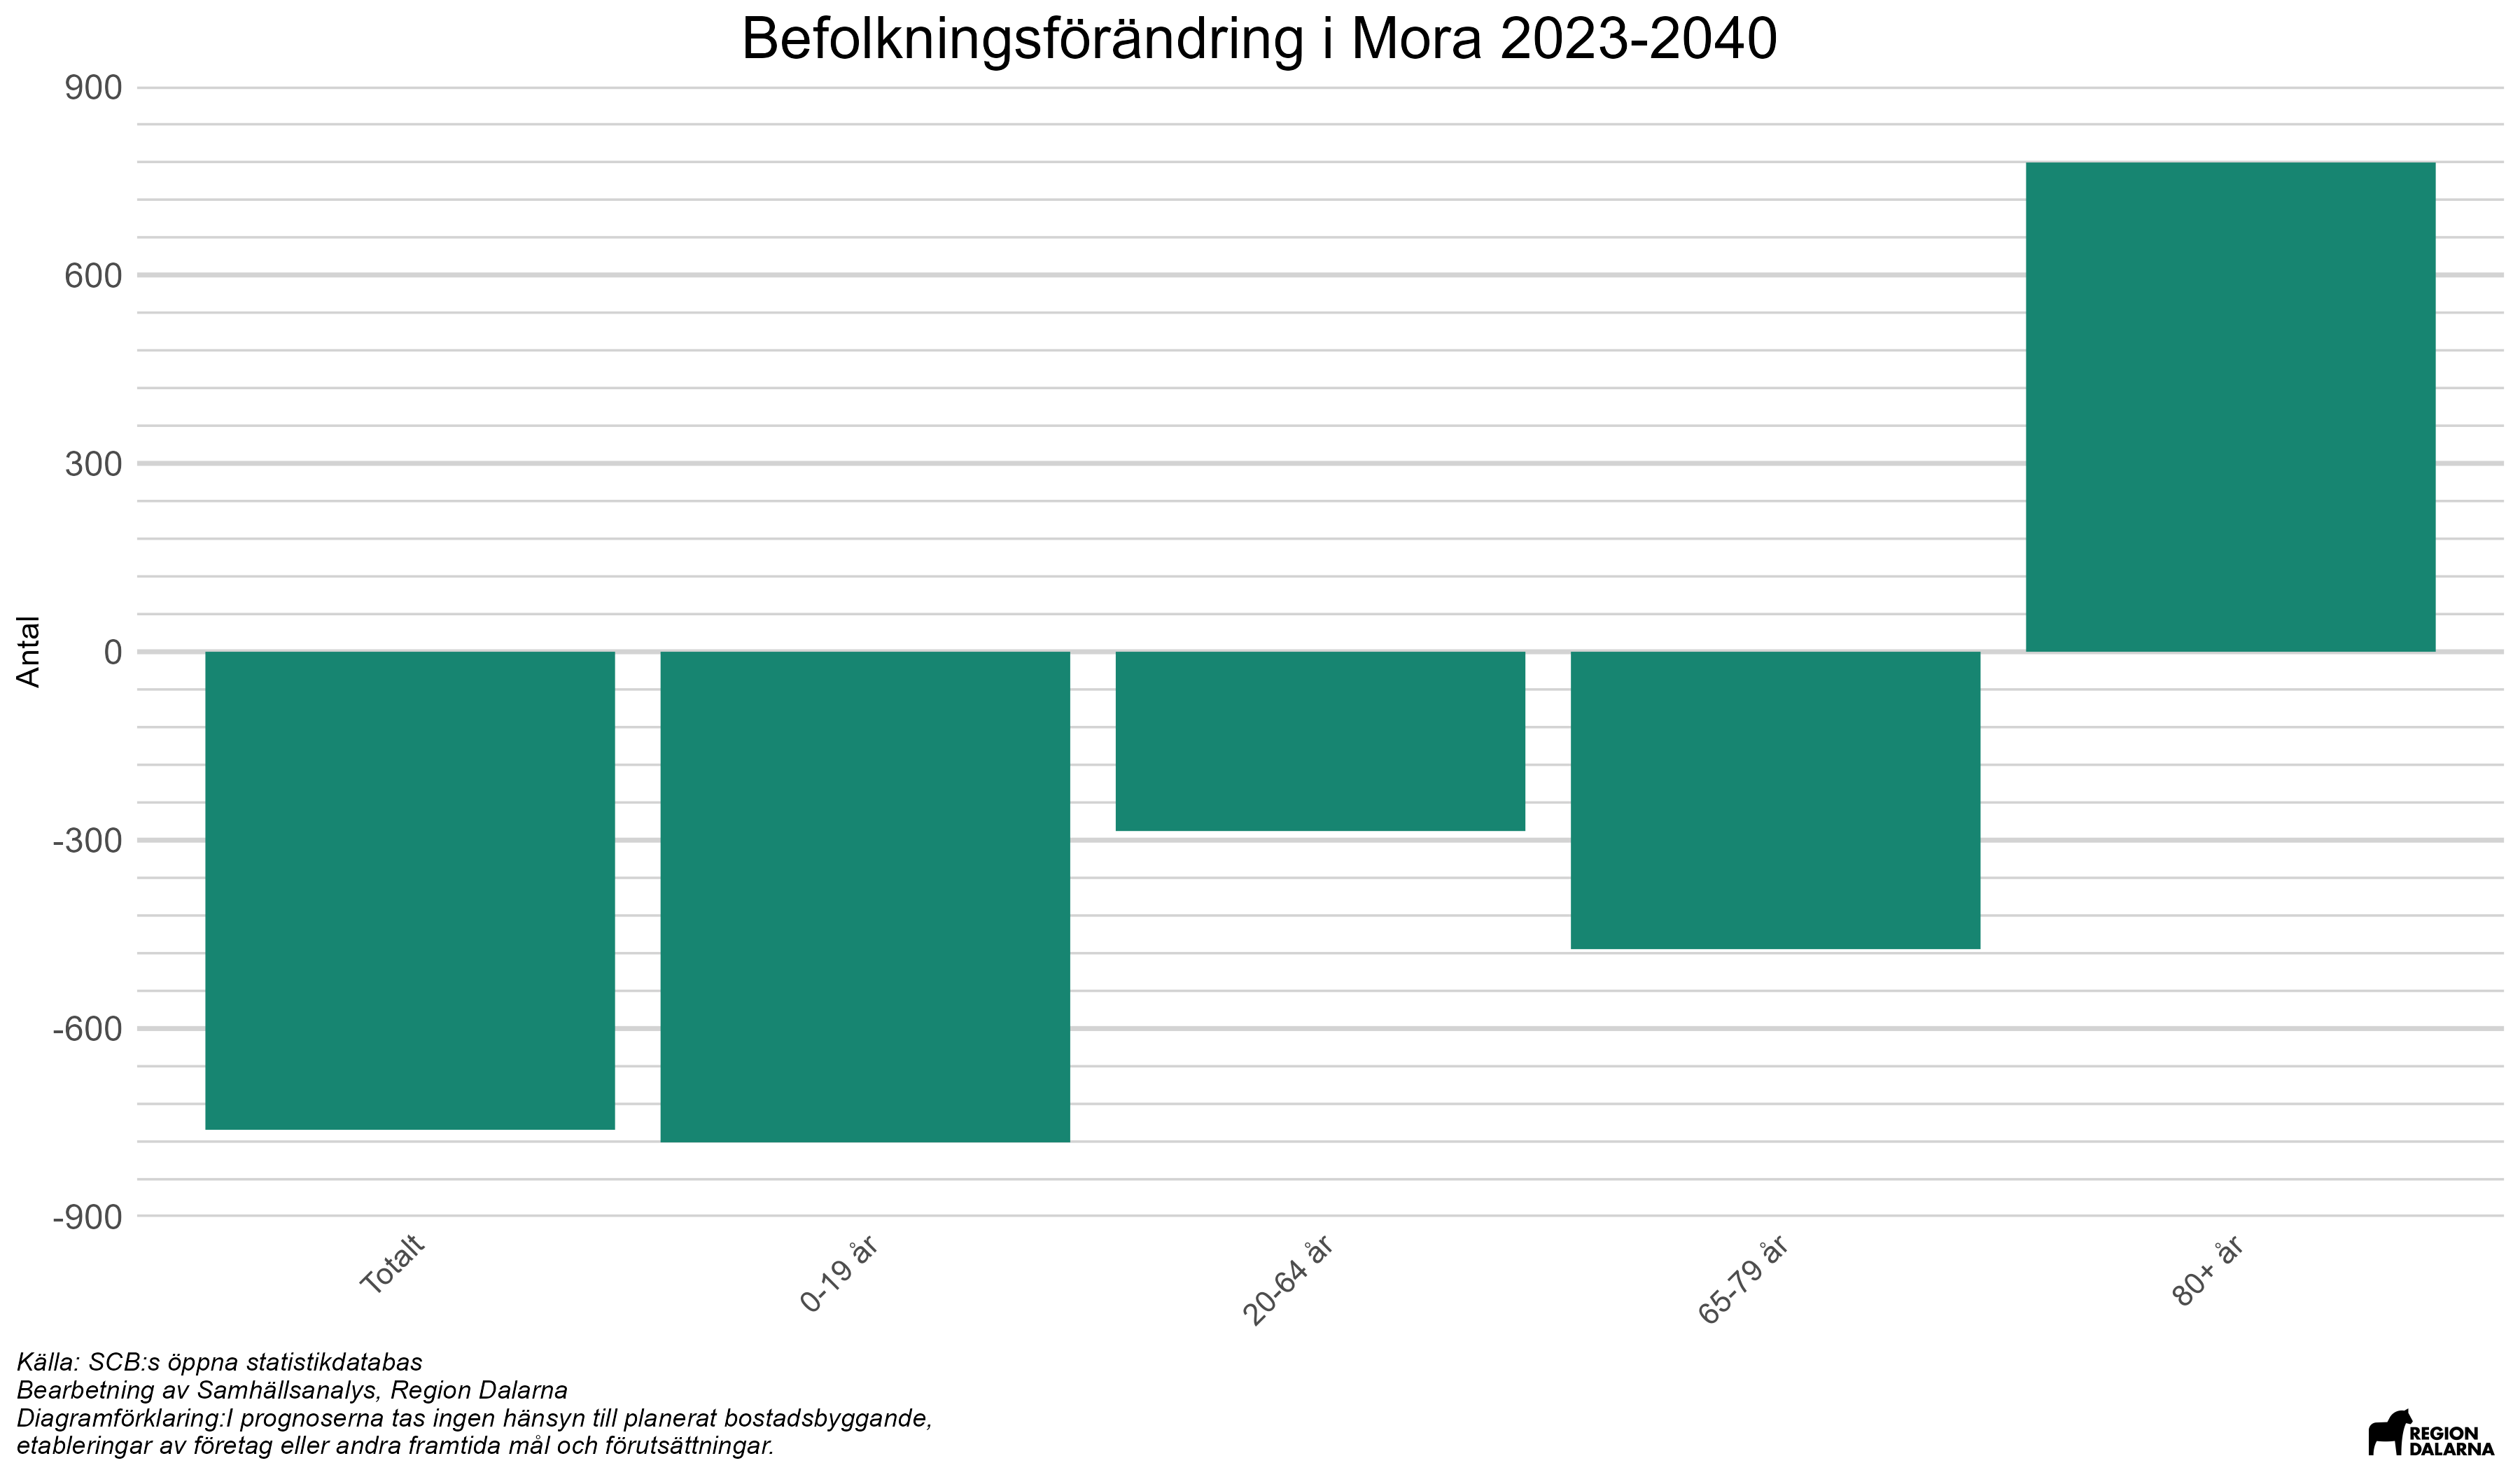 Befolkningsförändring i Mora 2023-2040
Antal
900
600
300
0
-300
-600
-900
Totalt
0-19 år
20-64 år
65-79 år
80+ år
Källa: SCB:s öppna statistikdatabas
Bearbetning av Samhällsanalys, Region Dalarna
Diagramförklaring:I prognoserna tas ingen hänsyn till planerat bostadsbyggande,
etableringar av företag eller andra framtida mål och förutsättningar.
REGION
DALARNA